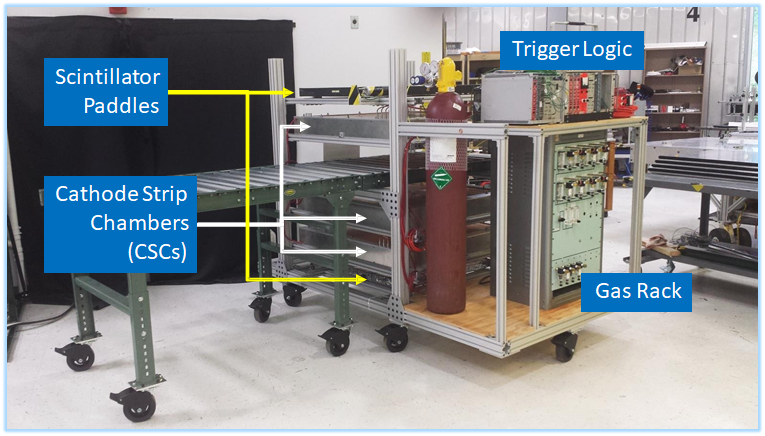 4
Trigger Logic
Scintillator
Paddles
Cathode Strip
Chambers
(CSCs)
Gas Rack